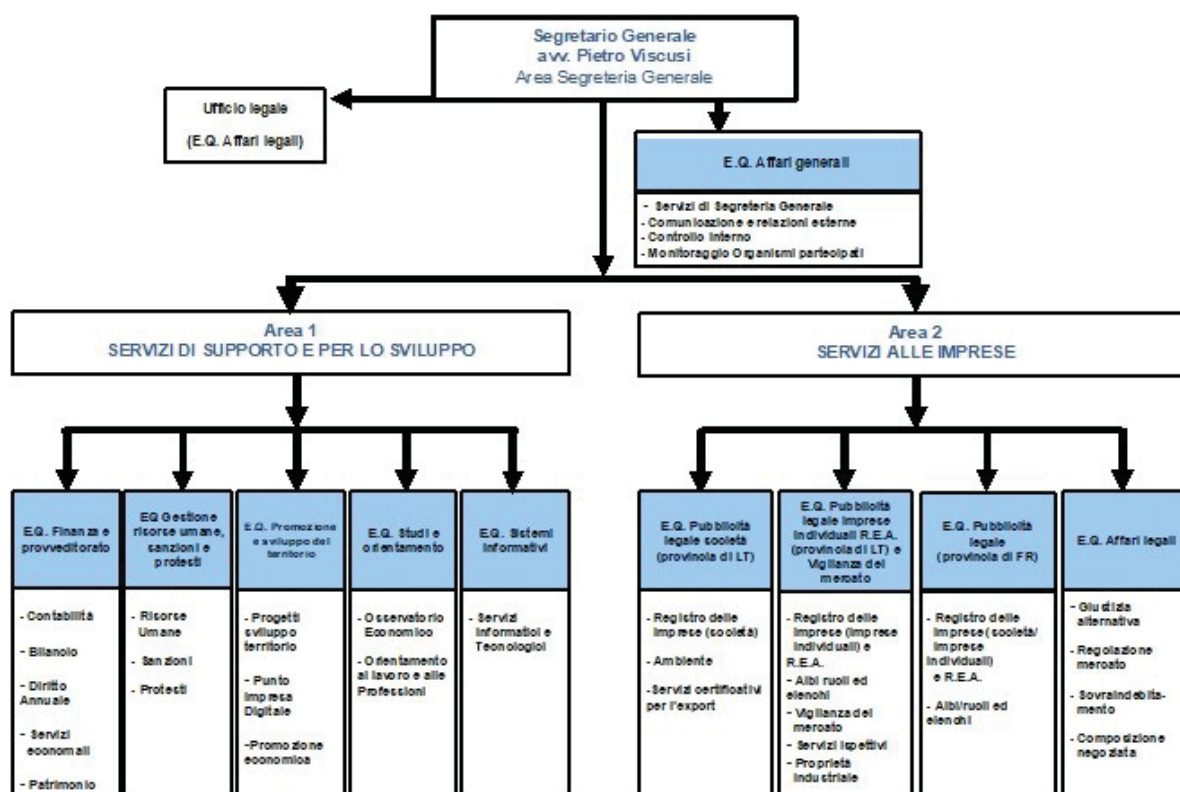 Segretario Generale
avv. Pietro Viscusi
Area Segreteria Generale
Ufficio legale
(E.Q. Affari legali)
E.Q. Affari generali
- Servizi di Segreteria Generale
- Comunicazione e relazioni esterne
- Controllo interno
- Monitoraggio Organismi partecipati
Area 1
SERVIZI DI SUPPORTO E PER LO SVILUPPO
Area 2
SERVIZI ALLE IMPRESE
E.Q. Finanza e
provveditorato
- Contabilità
- Bilancio
- Diritto
Annuale
- Servizi
economali
- Patrimonio
EQ Gestione
risorse umane,
sanzioni e
protesti
- Risorse
Umane
- Sanzioni
- Protesti
E.Q. Promozione
e sviluppo del
territorio
- Progetti
sviluppo
territorio
- Punto
Impresa
Digitale
-Promozione
economica
E.Q. Studi e
orientamento
- Osservatorio
Economico
- Orientamento
al lavoro e alle
Professioni
E.Q. Sistemi
Informativi
- Servizi
Informatici e
Tecnologici
E.Q. Pubblicità
legale società
(provincia di LT)
- Registro delle
Imprese (società)
- Ambiente
-Servizi certificativi
per l'export
E.Q. Pubblicità
legale Imprese
Individuali R.E.A.
(provincia di LT) e
Vigilanza del
mercato
- Registro delle
Imprese (Imprese
Individuali) e
R.E.A.
- Albi ruoli ed
elenchi
- Vigilanza del
mercato
- Servizi ispettivi
- Proprietà
Industriale
E.Q. Pubblicità
legale
(provincia di FR)
- Registro delle
Imprese (società/
Imprese
Individuali)
e R.E.A.
- Albi/ruoli ed
elenchi
E.Q. Affari legali
-Giustizia
alternativa
- Regolazione
mercato
- Sovraindebita-
mento
- Composizione
negoziata